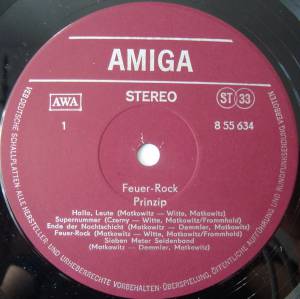 AMIGA
AWA
STEREO
ST 33
1
8 55 634
Feuer-Rock
Prinzip
Hallo, Leute (Matkowitz — Witte, Matkowitz)
Supernummer (Czerny — Witte, Matkowitz/Frommhold)
Ende der Nachtschicht (Matkowitz — Demmler, Matkowitz)
Feuer-Rock (Matkowitz — Witte, Matkowitz/Frommhold)
Sieben Meter Seidenband
(Matkowitz — Demmler, Matkowitz)
VEB DEUTSCHE SCHALLPLATTEN ALLE HERSTELLER- UND URHEBERRECHTE VORBEHALTEN · ÜBERSPIELUNG, ÖFFENTLICHE AUFFÜHRUNG UND RUNDFUNKSENDUNG VERBOTEN